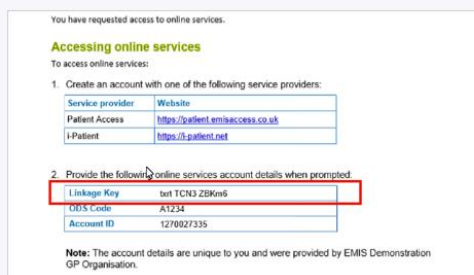 You have requested access to online services.
Accessing online services
To access online services:
1. Create an account with one of the following service providers:
Service provider Website
Patient Access https://patient.emisaccess.co.uk
i-Patient https://i-patient.net
2. Provide the following online services account details when prompted:
Linkage Key txrt TCN3 ZBKm6
ODS Code A1234
Account ID 1270027335
Note: The account details are unique to you and were provided by EMIS Demonstration
GP Organisation.